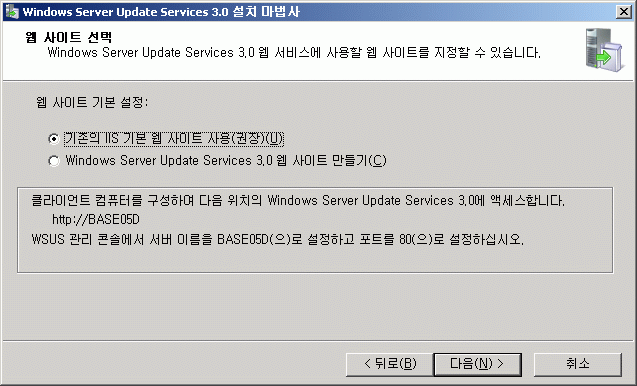 Windows Server Update Services 3.0 설치 마법사
웹 사이트 선택
Windows Server Update Services 3.0 웹 서비스에 사용할 웹 사이트를 지정할 수 있습니다.
웹 사이트 기본 설정:
기존의 IIS 기본 웹 사이트 사용(권장)(U)
Windows Server Update Services 3.0 웹 사이트 만들기(C)
클라이언트 컴퓨터를 구성하여 다음 위치의 Windows Server Update Services 3.0에 액세스합니다.
http://BASE05D
WSUS 관리 콘솔에서 서버 이름을 BASE05D(으)로 설정하고 포트를 80(으)로 설정하십시오.
< 뒤로(B) 다음(N) > 취소